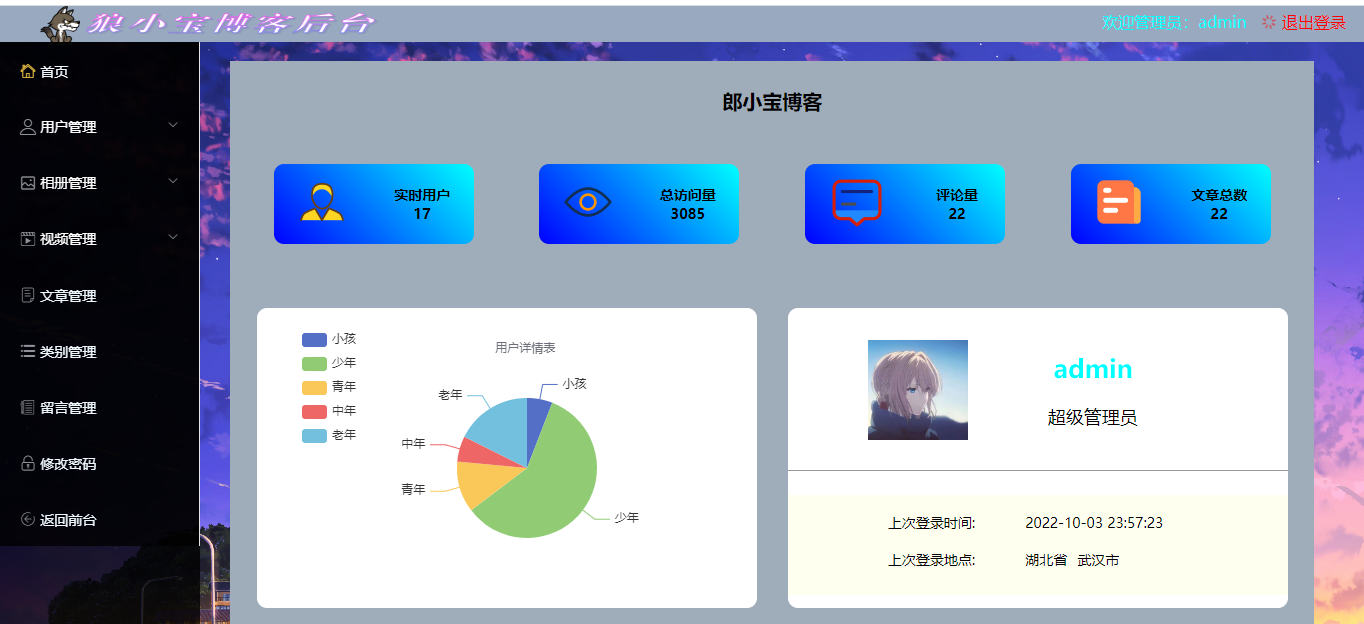 狼小宝博客后台
欢迎管理员：admin 退出登录
首页
用户管理
相册管理
视频管理
文章管理
类别管理
留言管理
修改密码
返回前台
郎小宝博客
实时用户
17
总访问量
3085
评论量
22
文章总数
22
小孩
少年
青年
中年
老年
用户详情表
小孩
老年
中年
青年
少年
admin
超级管理员
上次登录时间: 2022-10-03 23:57:23
上次登录地点: 湖北省 武汉市